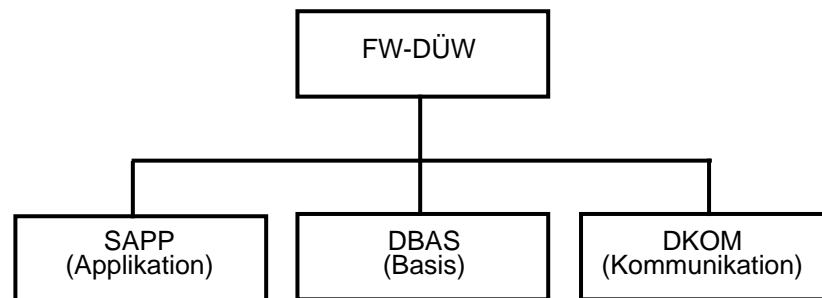 FW-DÜW
SAPP
(Applikation)
DBAS
(Basis)
DKOM
(Kommunikation)